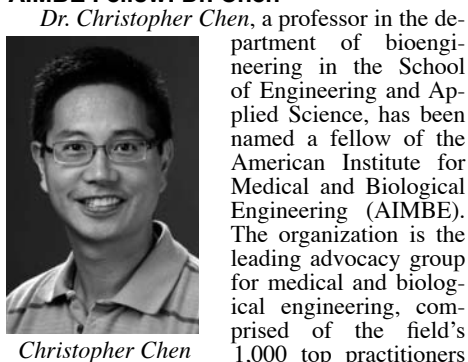 AIMBE Fellow: Dr. Chen
Dr. Christopher Chen, a professor in the de-
partment of bioengi-
neering in the School
of Engineering and Ap-
plied Science, has been
named a fellow of the
American Institute for
Medical and Biological
Engineering (AIMBE).
The organization is the
leading advocacy group
for medical and biolog-
ical engineering, com-
prised of the field's
1,000 top practitioners
Christopher Chen